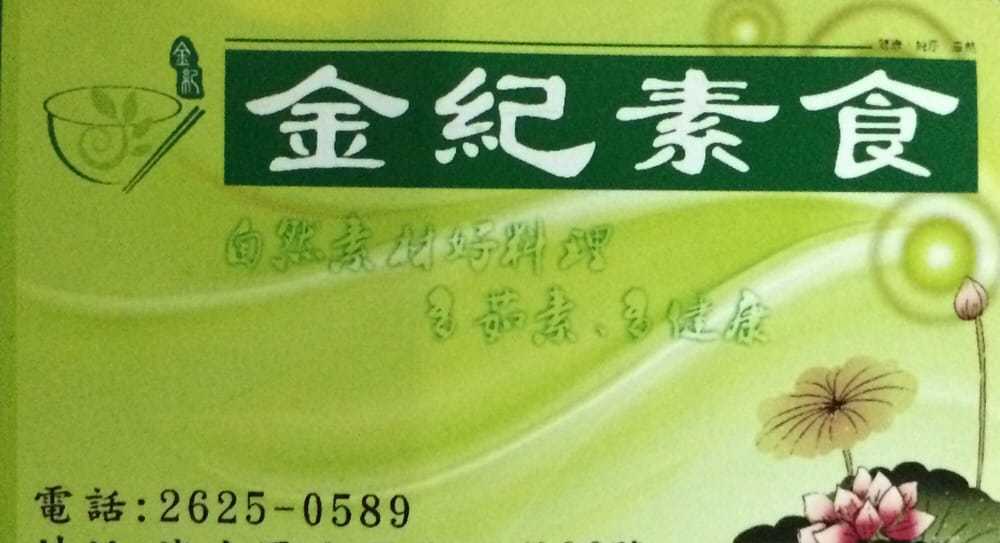 金紀
金紀素食
自然素材好料理
多茹素、多健康
電話:2625-0589